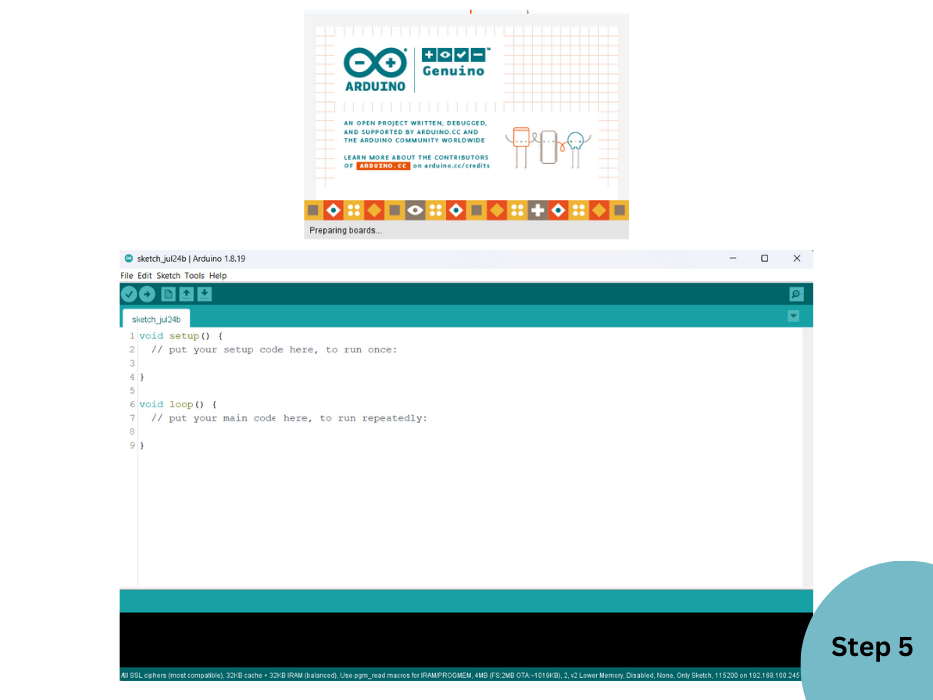 ARDUINO
Genuino
AN OPEN PROJECT WRITTEN, DEBUGGED,
AND SUPPORTED BY ARDUINO.CC AND
THE ARDUINO COMMUNITY WORLDWIDE
LEARN MORE ABOUT THE CONTRIBUTORS
OF ARDUINO.CC on arduino.cc/credits
Preparing boards...
sketch_jul24b | Arduino 1.8.19
File Edit Sketch Tools Help
sketch_jul24b
1 void setup() {
2 // put your setup code here, to run once:
3
4 }
5
6 void loop() {
7 // put your main code here, to run repeatedly:
8
9 }
All SSL ciphers (most compatible), 32KB cache + 32KB IRAM (balanced), Use pgm_read macros for IRAM/PROGMEM, 4MB (FS:2MB OTA:~1019KB), 2, v2 Lower Memory, Disabled, None, Only Sketch, 115200 on 192.168.100.245
Step 5